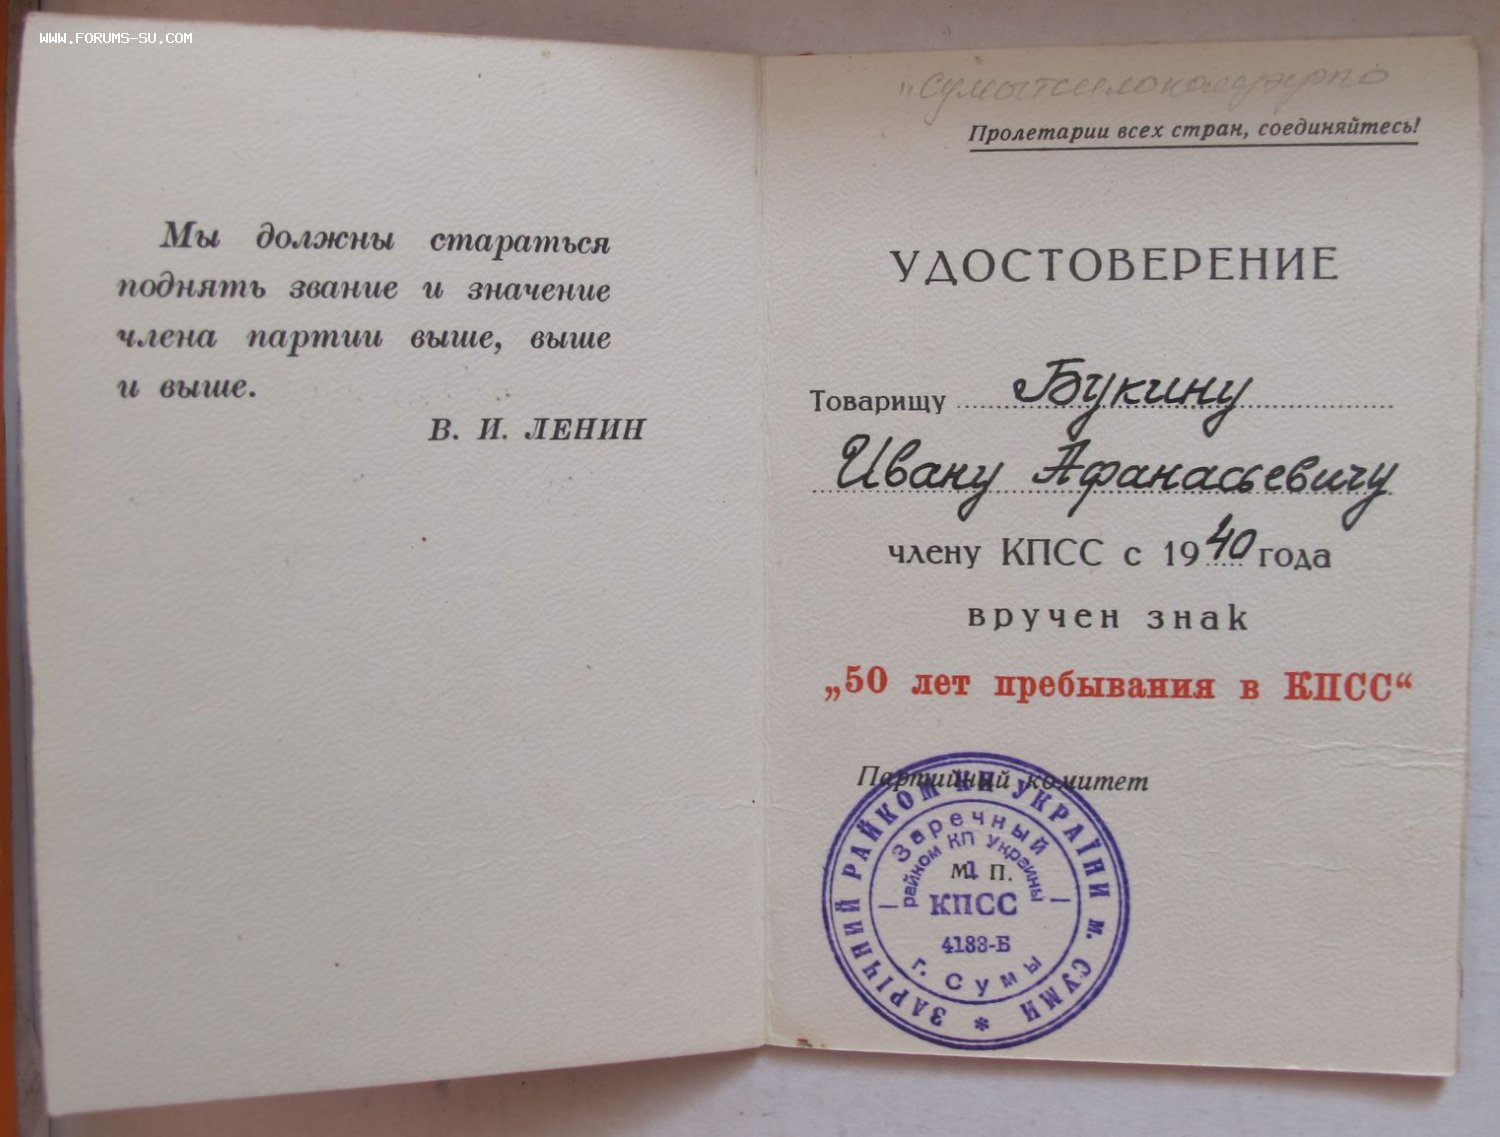 WWW.FORUMS-SU.COM
Мы должны стараться
поднять звание и значение
члена партии выше, выше
и выше.
В. И. ЛЕНИН
Пролетарии всех стран, соединяйтесь!
УДОСТОВЕРЕНИЕ
Товарищу Букину
Ивану Афанасьевичу
члену КПСС с 1940 года
вручен знак
„50 лет пребывания в КПСС“
Партийный комитет
М. П.
ЗАРІЧНИЙ РАЙКОМ КП УКРАЇНИ м. СУМИ *
Заречный
райком КП Украины
1
КПСС
4183-Б
г. Сумы